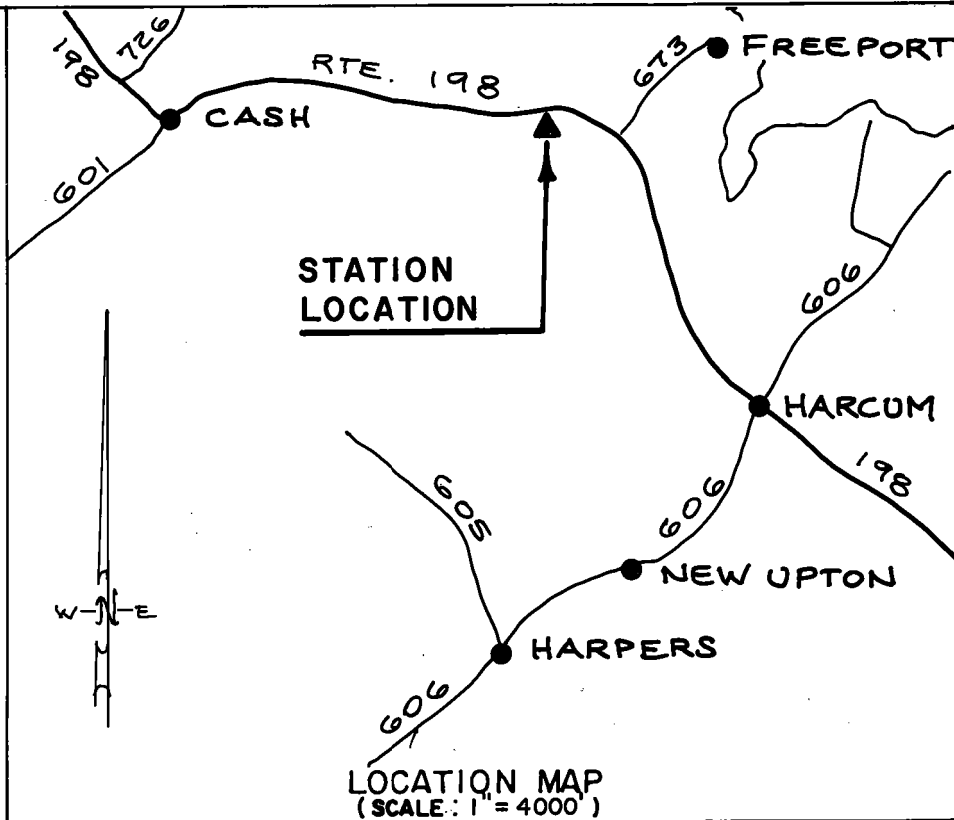 198
726
RTE. 198
673
FREEPORT
CASH
601
STATION
LOCATION
606
HARCUM
198
605
606
NEW UPTON
W N E
HARPERS
606
LOCATION MAP
(SCALE: 1" = 4000')